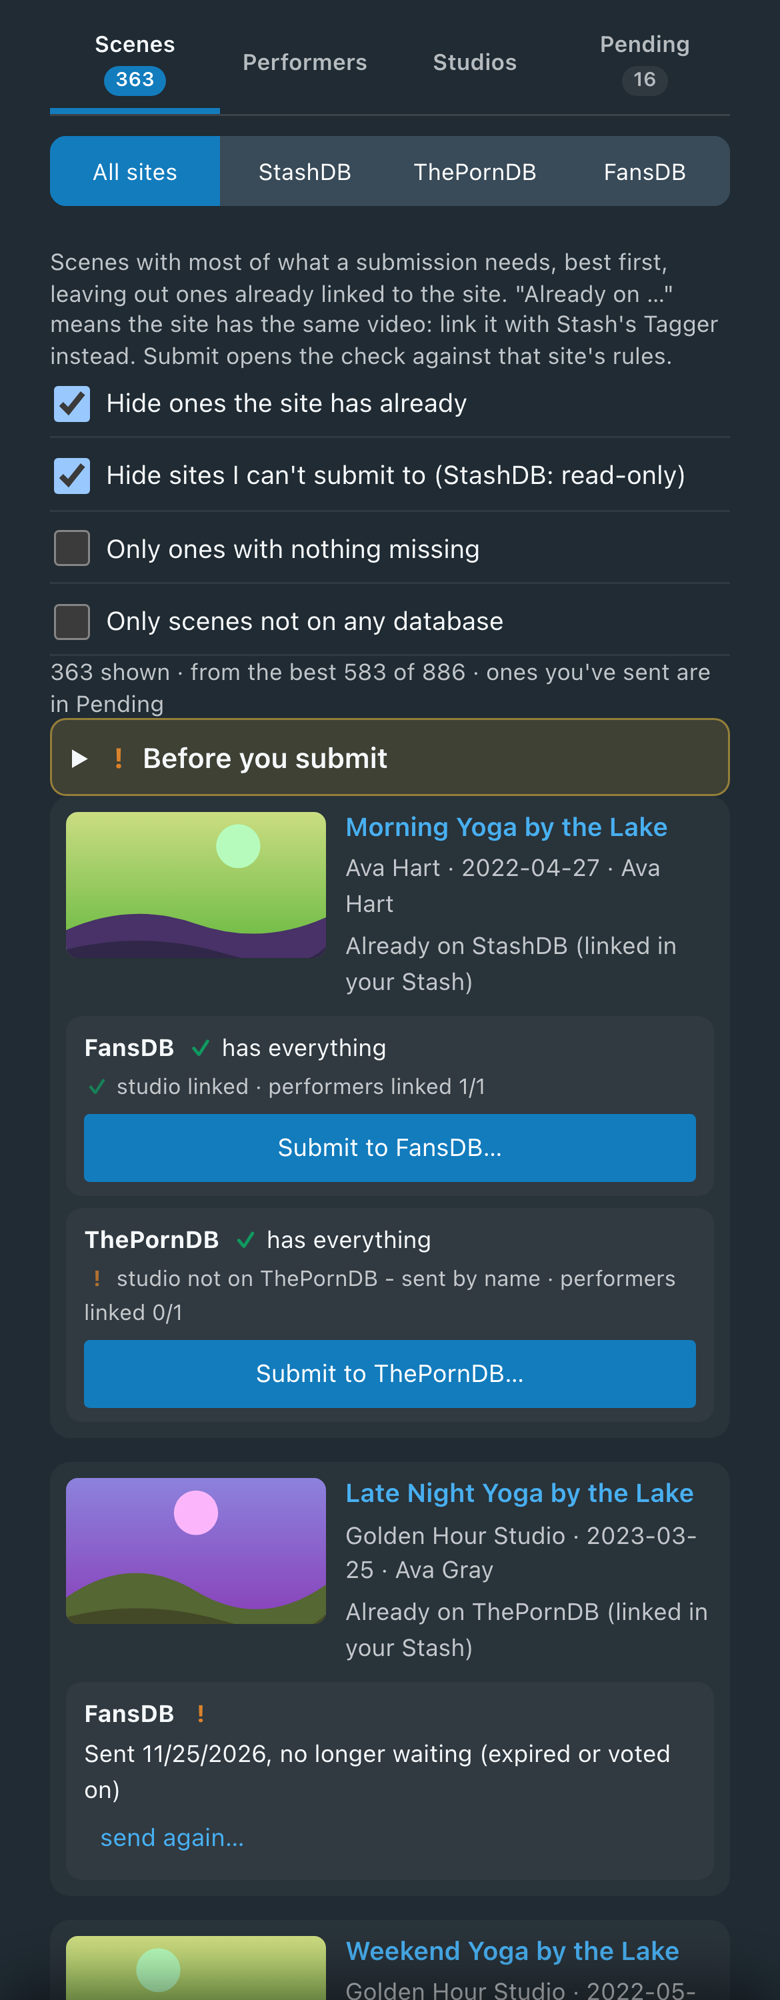 Scenes
363
Performers
Studios
Pending
16
All sites
StashDB
ThePornDB
FansDB
Scenes with most of what a submission needs, best first,
leaving out ones already linked to the site. "Already on ..."
means the site has the same video: link it with Stash's Tagger
instead. Submit opens the check against that site's rules.
Hide ones the site has already
Hide sites I can't submit to (StashDB: read-only)
Only ones with nothing missing
Only scenes not on any database
363 shown · from the best 583 of 886 · ones you've sent are
in Pending
! Before you submit
Morning Yoga by the Lake
Ava Hart · 2022-04-27 · Ava
Hart
Already on StashDB (linked in
your Stash)
FansDB ✓ has everything
✓ studio linked · performers linked 1/1
Submit to FansDB...
ThePornDB ✓ has everything
! studio not on ThePornDB - sent by name · performers
linked 0/1
Submit to ThePornDB...
Late Night Yoga by the Lake
Golden Hour Studio · 2023-03-
25 · Ava Gray
Already on ThePornDB (linked in
your Stash)
FansDB !
Sent 11/25/2026, no longer waiting (expired or voted
on)
send again...
Weekend Yoga by the Lake
Golden Hour Studio · 2022-05-